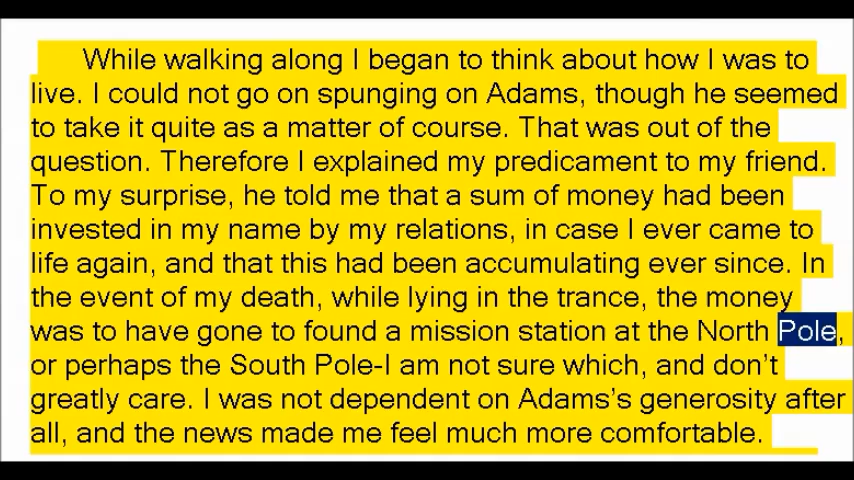 While walking along I began to think about how I was to
live. I could not go on spunging on Adams, though he seemed
to take it quite as a matter of course. That was out of the
question. Therefore I explained my predicament to my friend.
To my surprise, he told me that a sum of money had been
invested in my name by my relations, in case I ever came to
life again, and that this had been accumulating ever since. In
the event of my death, while lying in the trance, the money
was to have gone to found a mission station at the North Pole,
or perhaps the South Pole-I am not sure which, and don’t
greatly care. I was not dependent on Adams’s generosity after
all, and the news made me feel much more comfortable.